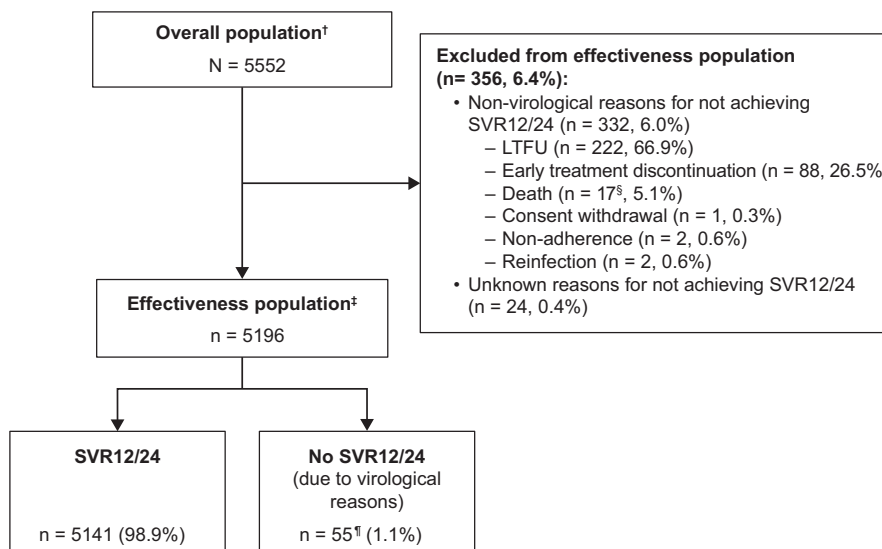 Overall population†
N = 5552
Excluded from effectiveness population
(n= 356, 6.4%):
• Non-virological reasons for not achieving
SVR12/24 (n = 332, 6.0%)
– LTFU (n = 222, 66.9%)
– Early treatment discontinuation (n = 88, 26.5%
– Death (n = 17§, 5.1%)
– Consent withdrawal (n = 1, 0.3%)
– Non-adherence (n = 2, 0.6%)
– Reinfection (n = 2, 0.6%)
• Unknown reasons for not achieving SVR12/24
(n = 24, 0.4%)
Effectiveness population‡
n = 5196
SVR12/24
n = 5141 (98.9%)
No SVR12/24
(due to virological
reasons)
n = 55¶ (1.1%)